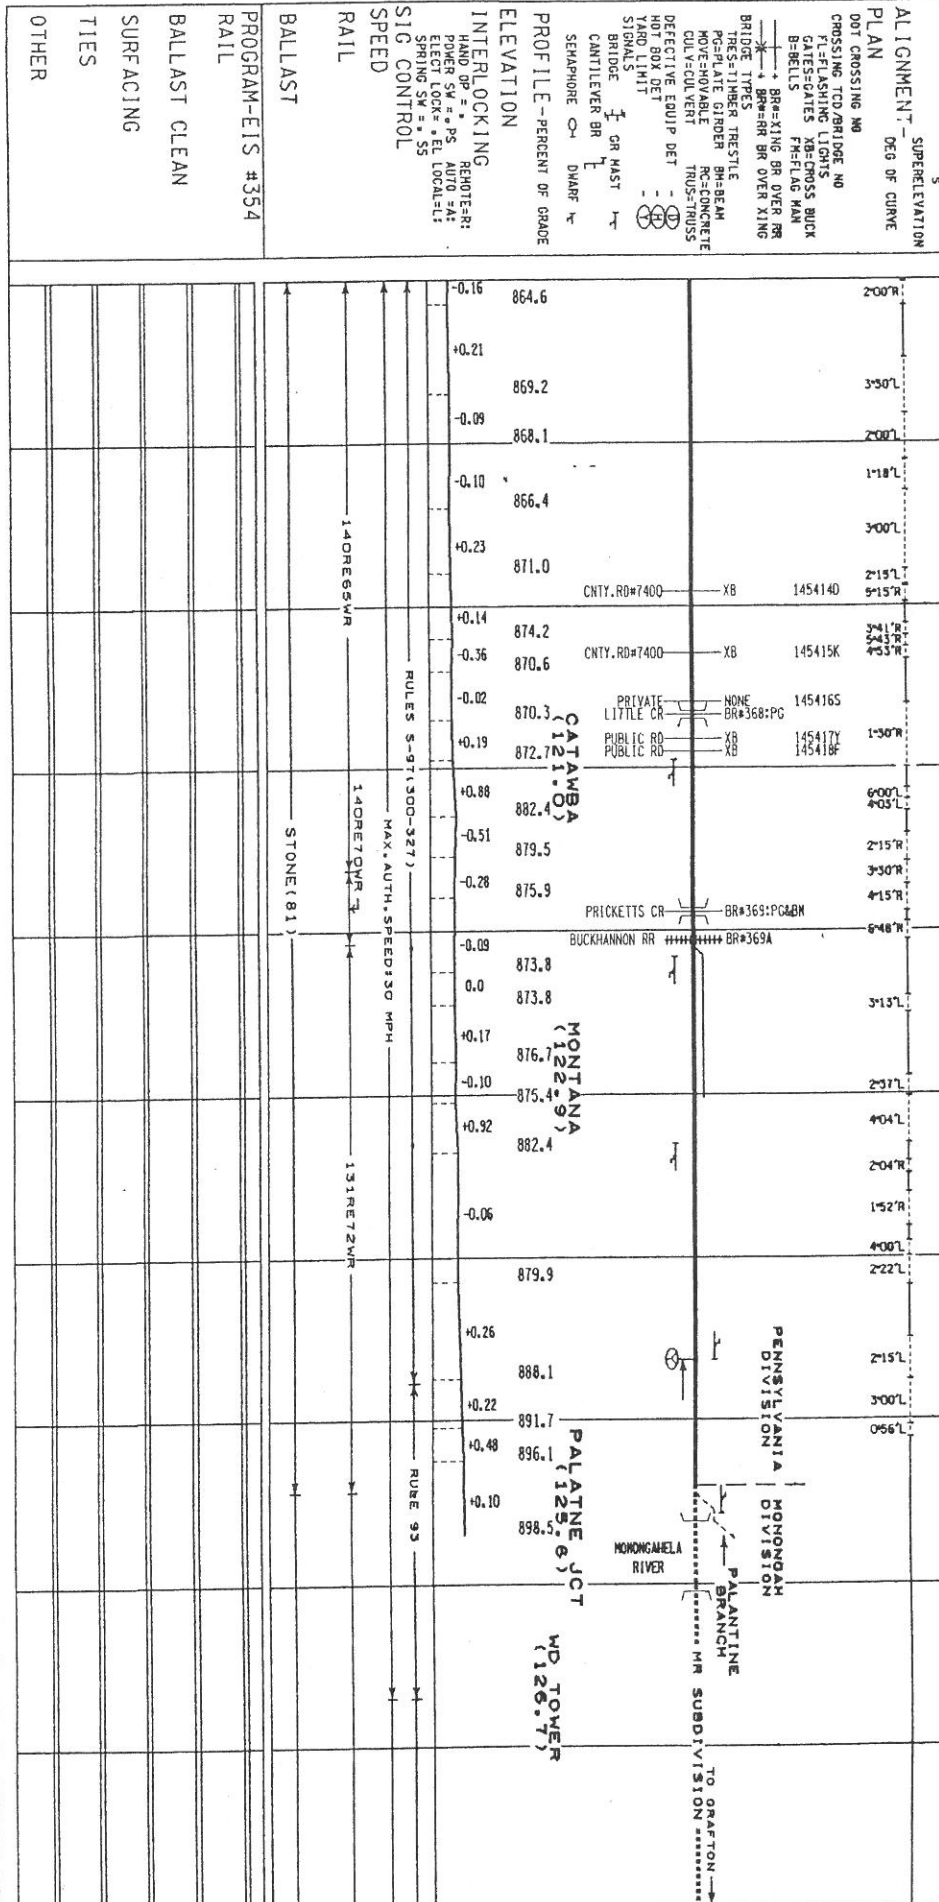 SUPERELEVATION
ALIGNMENT-
DEG OF CURVE
PLAN
DOT CROSSING NO
CROSSING TCD/BRIDGE NO
FL=FLASHING LIGHTS
GATES=GATES XB=CROSS BUCK
B=BELLS FM=FLAG MAN
BR#=XING BR OVER RR
BR#=RR BR OVER XING
BRIDGE TYPES
TRES=TIMBER TRESTLE
PG=PLATE GIRDER BM=BEAM
MOVE=MOVABLE RC=CONCRETE
CULV=CULVERT TRUS=TRUSS
DEFECTIVE EQUIP DET - D
HOT BOX DET - H
YARD LIMIT - Y
SIGNALS
BRIDGE GR MAST
CANTILEVER BR
SEMAPHORE DWARF
PROFILE-PERCENT OF GRADE
ELEVATION
INTERLOCKING
HAND OP =, REMOTE=R:
POWER SW =, PS AUTO =A:
ELECT LOCK=, EL LOCAL=L:
SPRING SW =, SS
SIG CONTROL
SPEED
RAIL
BALLAST
PROGRAM-EIS #354
RAIL
BALLAST CLEAN
SURFACING
TIES
OTHER
2°00'R
3°30'L
2°00'L
1°18'L
3°00'L
2°15'L
5°15'R
3°41'R
5°43'R
4°53'R
1°30'R
6°00'L
4°03'L
2°15'R
3°30'R
4°15'R
6°48'R
3°13'L
2°37'L
4°04'L
2°04'R
1°52'R
4°00'L
2°22'L
2°15'L
3°00'L
0°56'L
CNTY.RD#7400 XB 145414D
CNTY.RD#7400 XB 145415K
PRIVATE NONE 145416S
LITTLE CR BR#368:PG
PUBLIC RD XB 145417Y
PUBLIC RD XB 145418F
PRICKETTS CR BR#369:PG&BM
BUCKHANNON RR BR#369A
PENNSYLVANIA
DIVISION
MONONGAH
DIVISION
PALANTINE
BRANCH
MONONGAHELA
RIVER
MR SUBDIVISION
TO GRAFTON
CATAWBA
(121.0)
MONTANA
(122.9)
PALATNE JCT
(125.6)
WD TOWER
(126.7)
864.6
869.2
868.1
866.4
871.0
874.2
870.6
870.3
872.7
882.4
879.5
875.9
873.8
873.8
876.7
875.4
882.4
879.9
888.1
891.7
896.1
898.5
-0.16
+0.21
-0.09
-0.10
+0.23
+0.14
-0.36
-0.02
+0.19
+0.88
-0.51
-0.28
-0.09
0.0
+0.17
-0.10
+0.92
-0.06
+0.26
+0.22
+0.48
+0.10
RULES S-97(300-327)
RULE 93
MAX.AUTH.SPEED:30 MPH
140RE65WR
140RE70WR
131RE72WR
STONE(81)